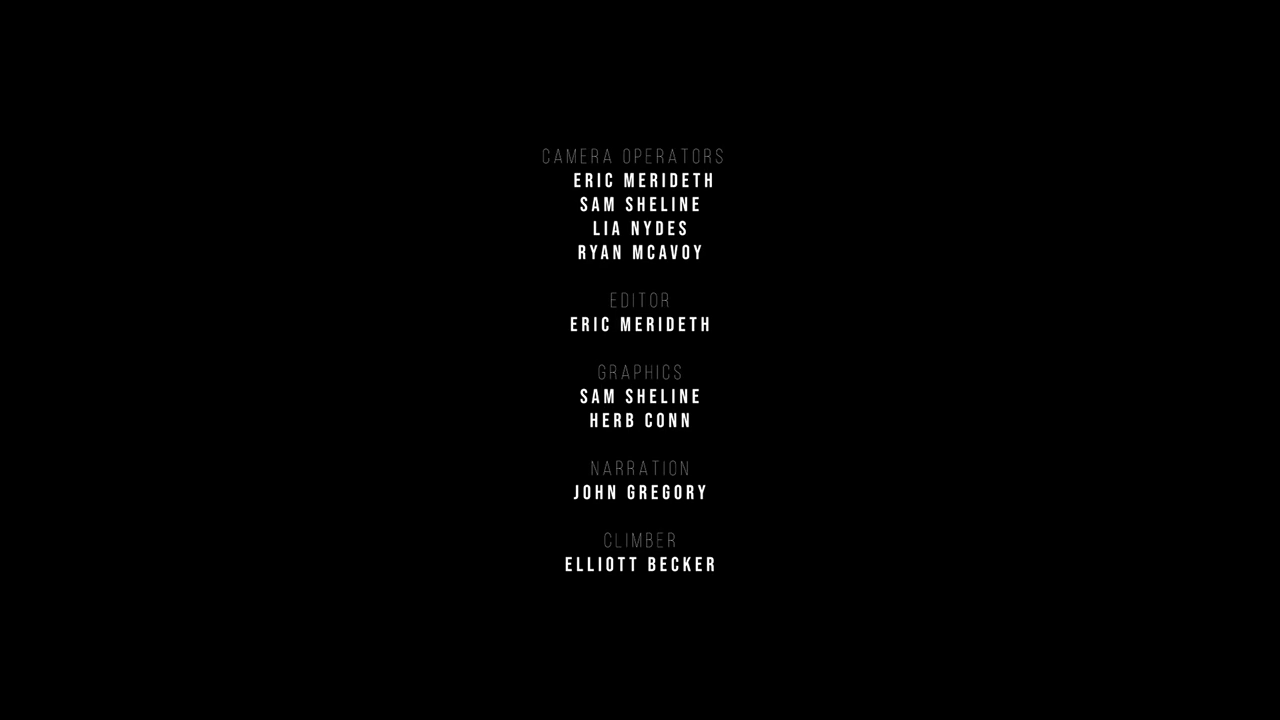 CAMERA OPERATORS
ERIC MERIDETH
SAM SHELINE
LIA NYDES
RYAN MCAVOY
EDITOR
ERIC MERIDETH
GRAPHICS
SAM SHELINE
HERB CONN
NARRATION
JOHN GREGORY
CLIMBER
ELLIOTT BECKER